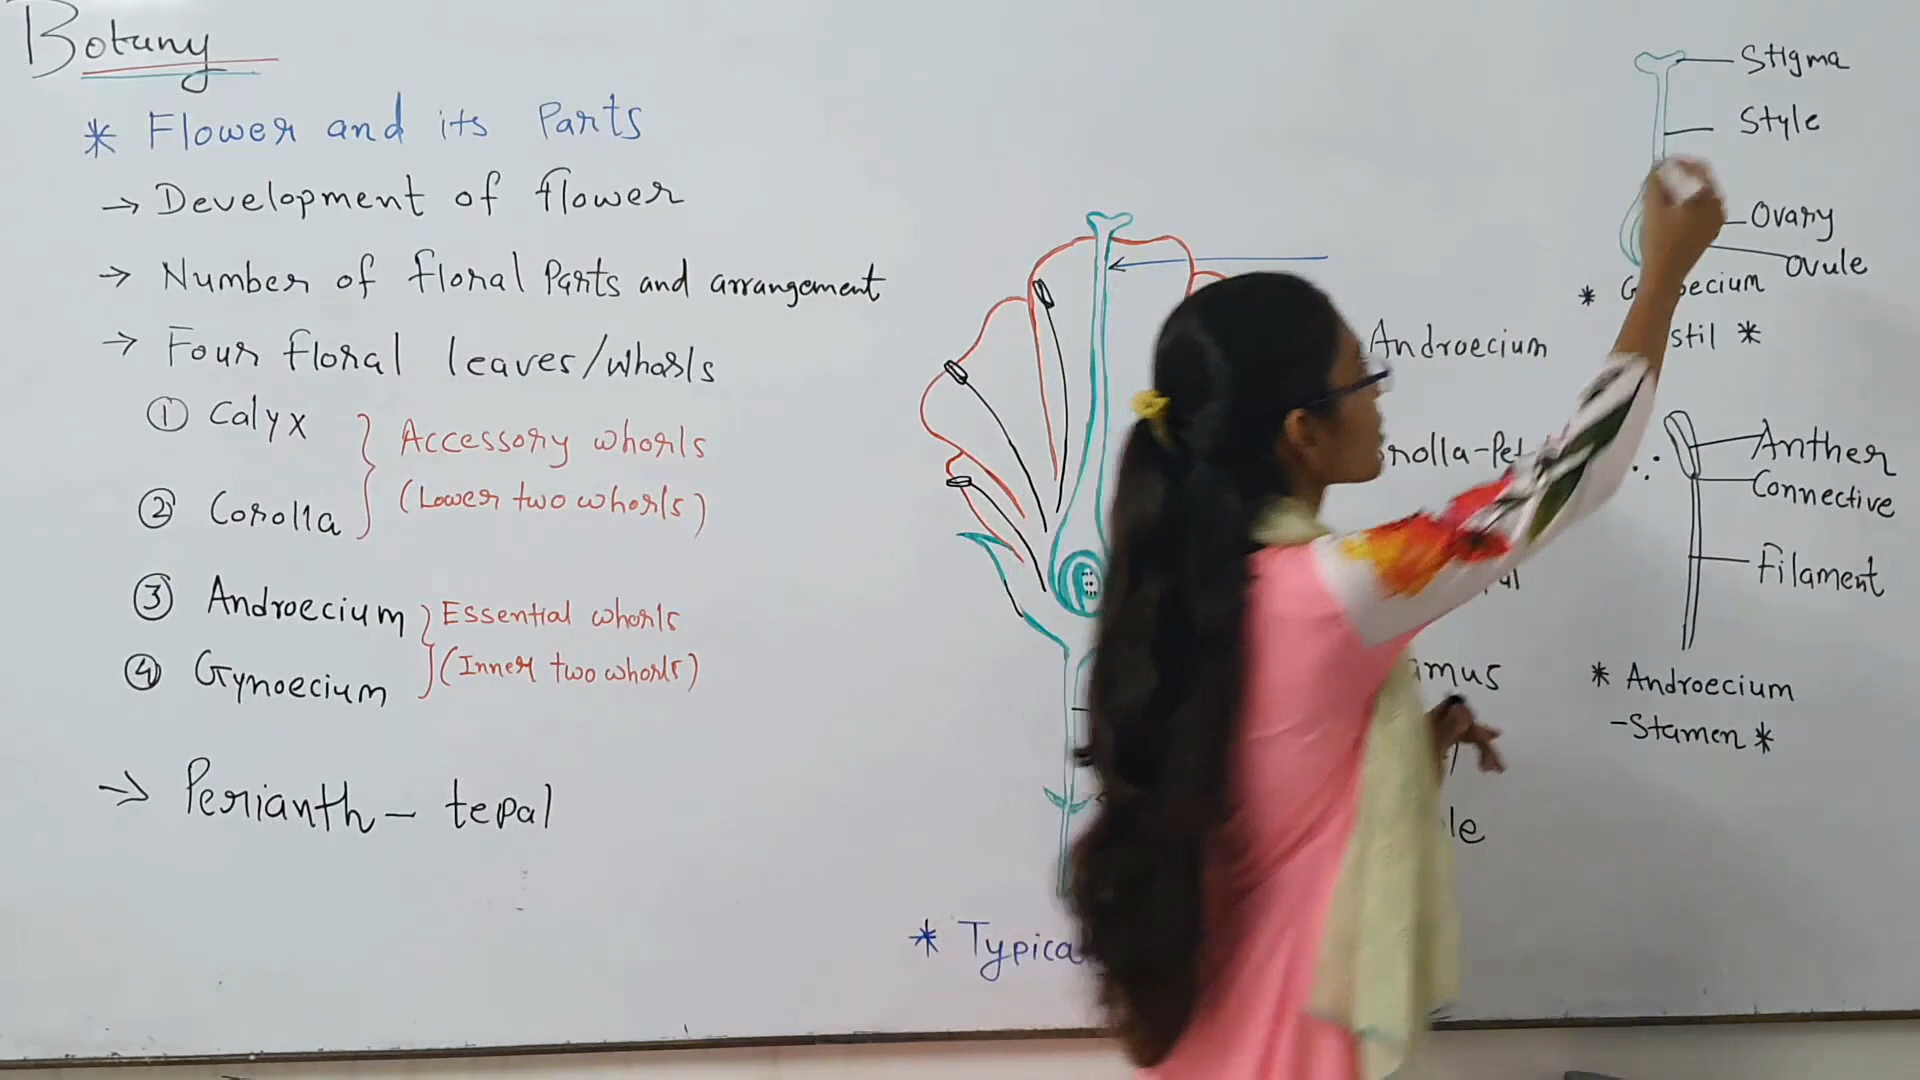 Botany
* Flower and its Parts
→ Development of flower
→ Number of floral Parts and arrangement
→ Four floral leaves/whorls
① Calyx
② Corolla
Accessory whorls
(Lower two whorls)
③ Androecium
④ Gynoecium
Essential whorls
(Inner two whorls)
→ Perianth - tepal
Androecium
* Typica
Stigma
Style
Ovary
Ovule
*
*
Anther
Connective
Filament
* Androecium
-Stamen *